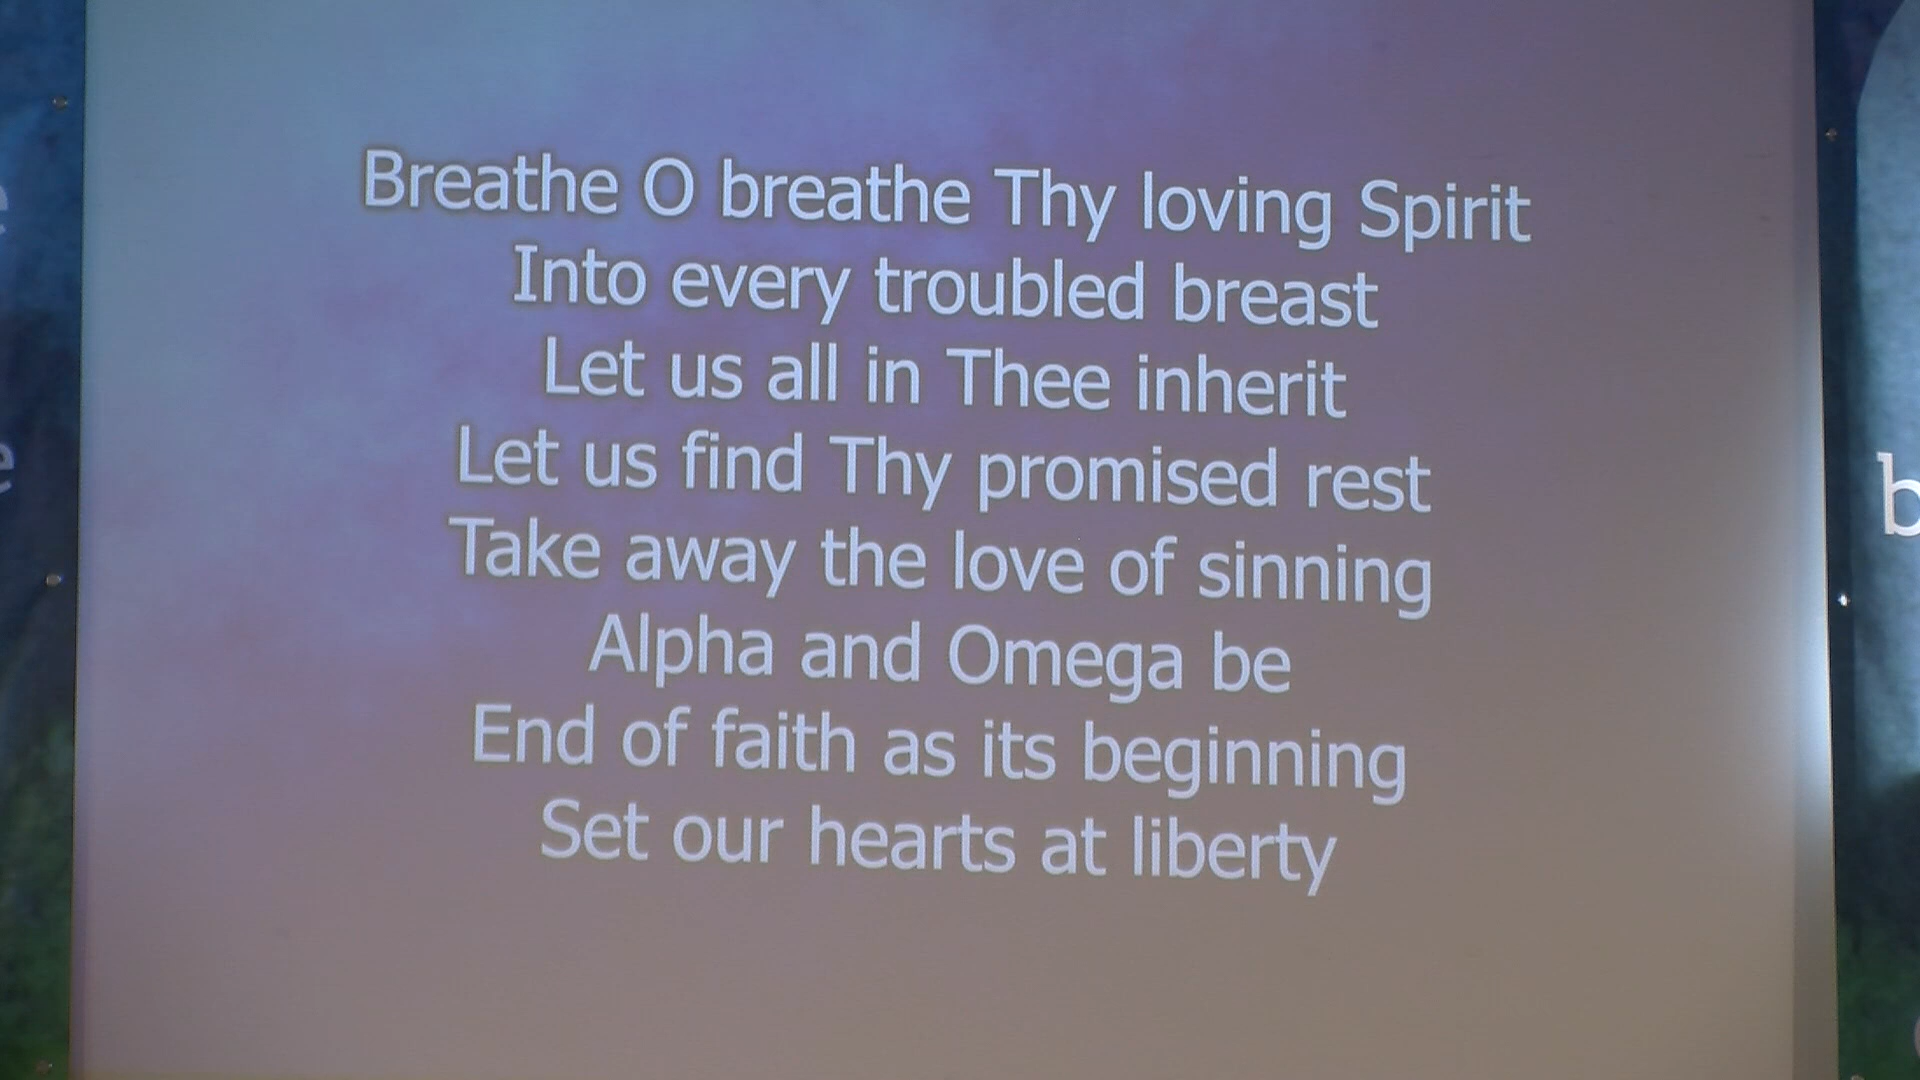 Breathe O breathe Thy loving Spirit
Into every troubled breast
Let us all in Thee inherit
Let us find Thy promised rest
Take away the love of sinning
Alpha and Omega be
End of faith as its beginning
Set our hearts at liberty
b